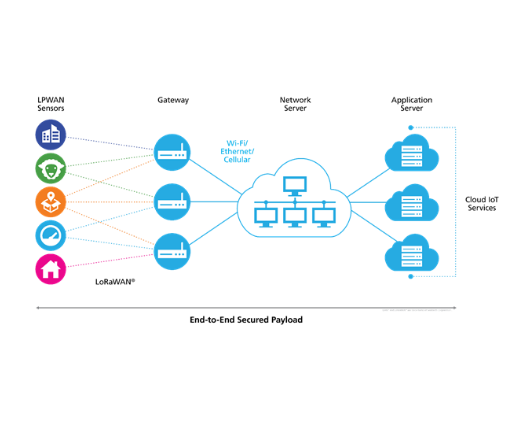 LPWAN
Sensors
Gateway
Network
Server
Application
Server
Wi-Fi/
Ethernet/
Cellular
Cloud IoT
Services
LoRaWAN®
End-to-End Secured Payload